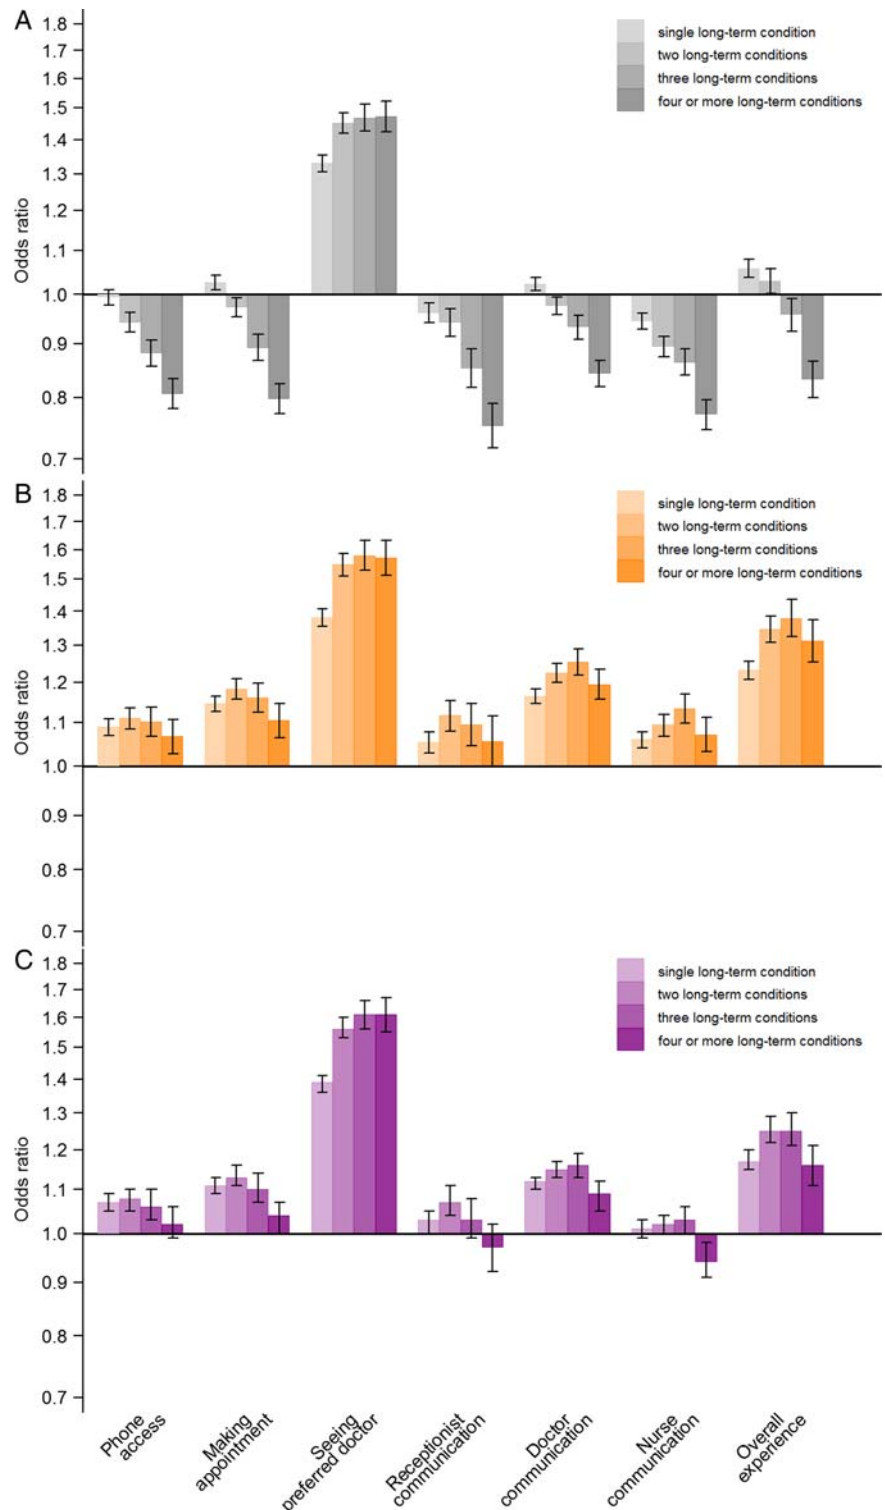 A
1.8
1.7
1.6
1.5
1.4
1.3
1.2
1.1
1.0
0.9
0.8
0.7
Odds ratio
single long-term condition
two long-term conditions
three long-term conditions
four or more long-term conditions
B
1.8
1.7
1.6
1.5
1.4
1.3
1.2
1.1
1.0
0.9
0.8
0.7
Odds ratio
single long-term condition
two long-term conditions
three long-term conditions
four or more long-term conditions
C
1.8
1.7
1.6
1.5
1.4
1.3
1.2
1.1
1.0
0.9
0.8
0.7
Odds ratio
single long-term condition
two long-term conditions
three long-term conditions
four or more long-term conditions
Phone
access
Making
appointment
Seeing
preferred doctor
Receptionist
communication
Doctor
communication
Nurse
communication
Overall
experience